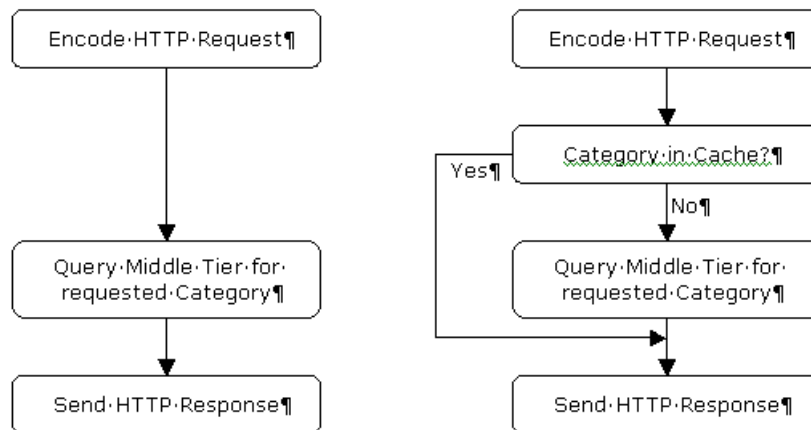 Encode·HTTP·Request¶
Query·Middle·Tier·for·
requested·Category¶
Send·HTTP·Response¶
Encode·HTTP·Request¶
Category·in·Cache?¶
Yes¶
No¶
Query·Middle·Tier·for·
requested·Category¶
Send·HTTP·Response¶